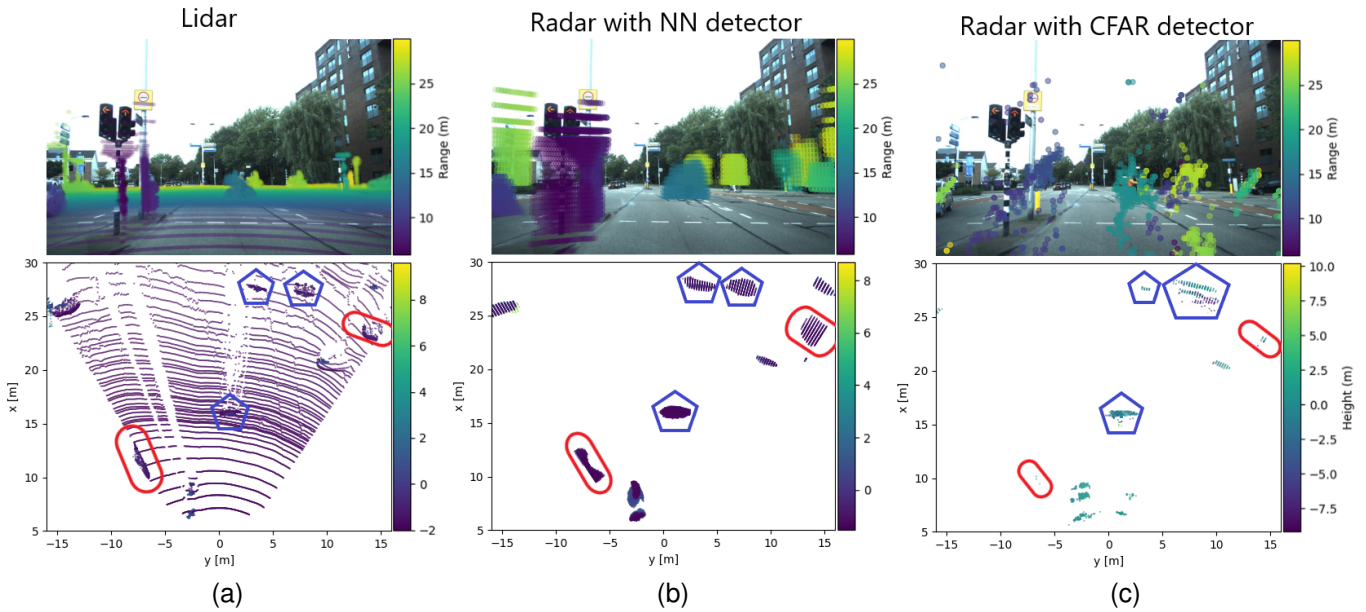 Lidar
Radar with NN detector
Radar with CFAR detector
25
20
15
10
Range (m)
25
20
15
10
Range (m)
25
20
15
10
Range (m)
30
25
20
15
10
5
x [m]
−15 −10 −5 0 5 10 15
y [m]
8
6
4
2
0
−2
30
25
20
15
10
5
x [m]
−15 −10 −5 0 5 10 15
y [m]
8
6
4
2
0
30
25
20
15
10
5
x [m]
−15 −10 −5 0 5 10 15
y [m]
10.0
7.5
5.0
2.5
0.0
−2.5
−5.0
−7.5
Height (m)
(a)
(b)
(c)